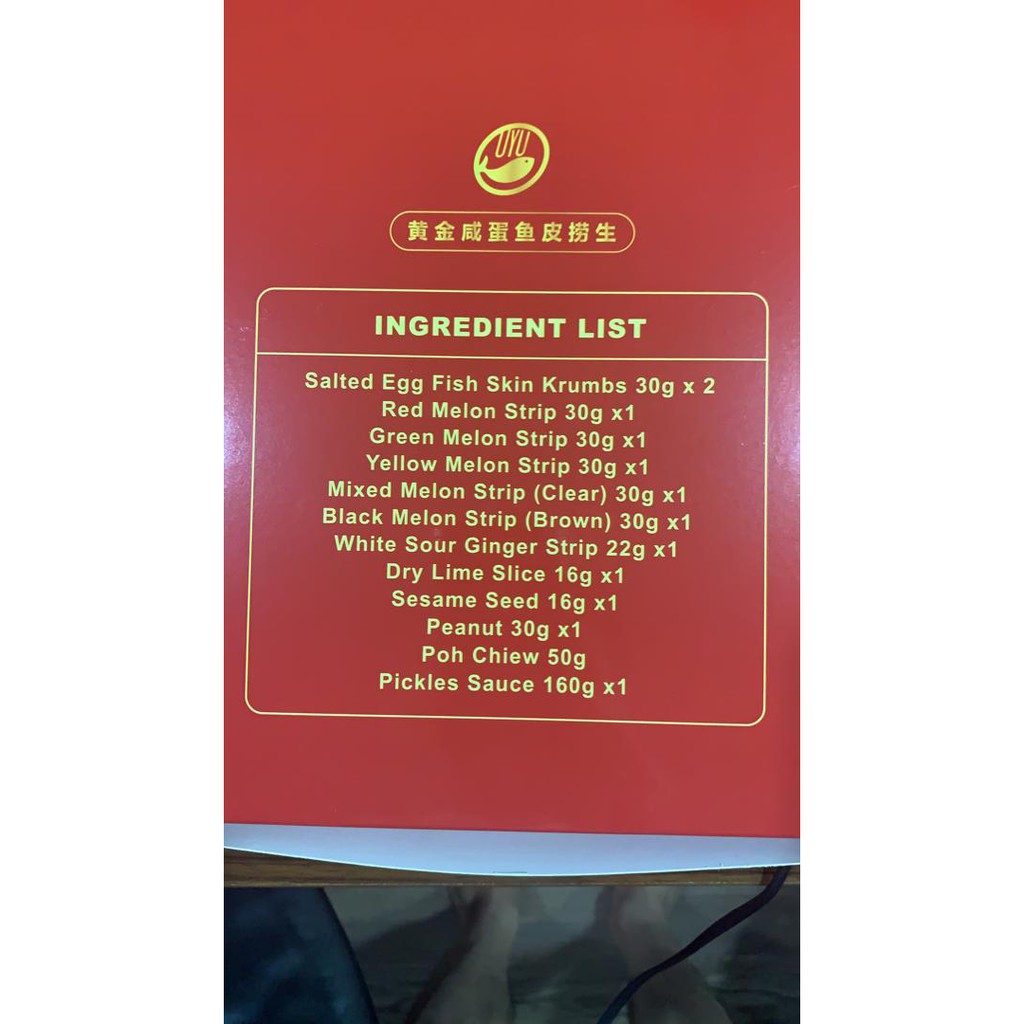 UYU
黄金咸蛋鱼皮捞生
INGREDIENT LIST
Salted Egg Fish Skin Krumbs 30g x 2
Red Melon Strip 30g x1
Green Melon Strip 30g x1
Yellow Melon Strip 30g x1
Mixed Melon Strip (Clear) 30g x1
Black Melon Strip (Brown) 30g x1
White Sour Ginger Strip 22g x1
Dry Lime Slice 16g x1
Sesame Seed 16g x1
Peanut 30g x1
Poh Chiew 50g
Pickles Sauce 160g x1